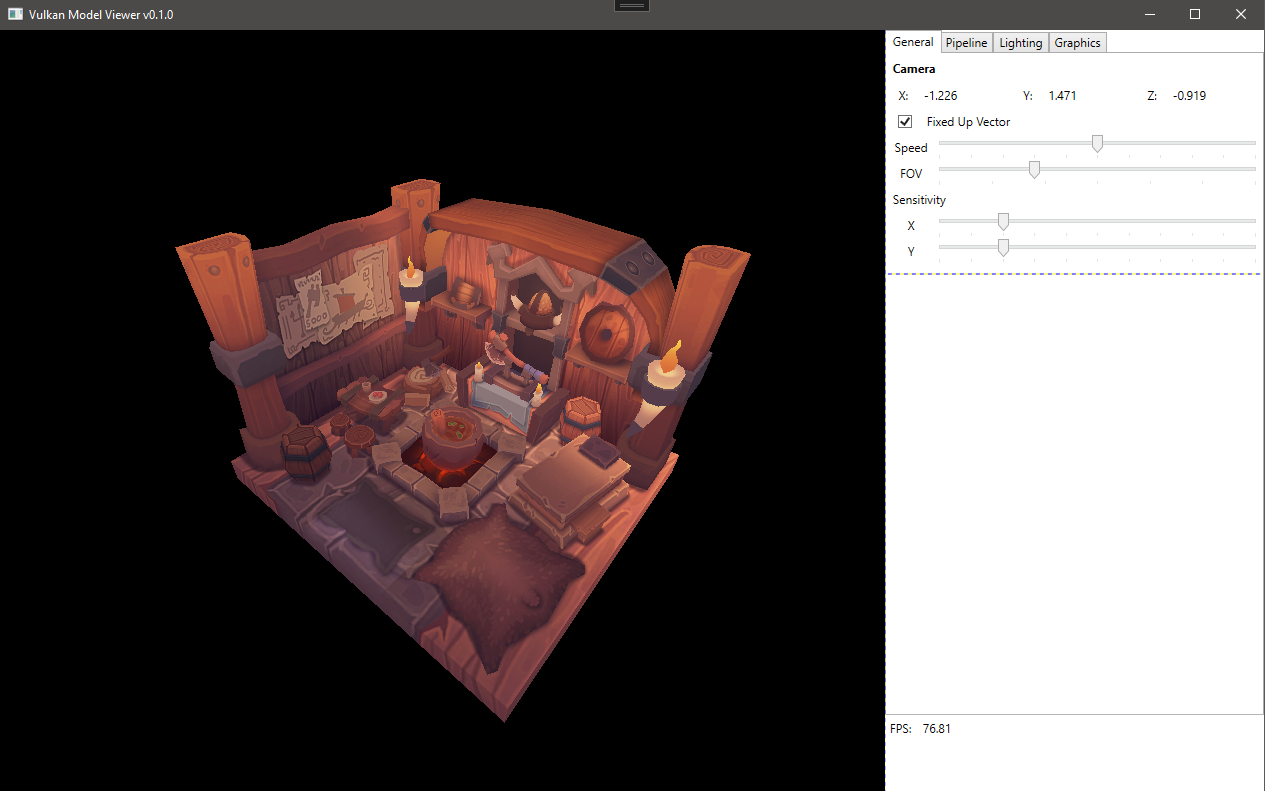 Vulkan Model Viewer v0.1.0
General Pipeline Lighting Graphics
Camera
X: -1.226 Y: 1.471 Z: -0.919
Fixed Up Vector
Speed
FOV
Sensitivity
X
Y
FPS: 76.81